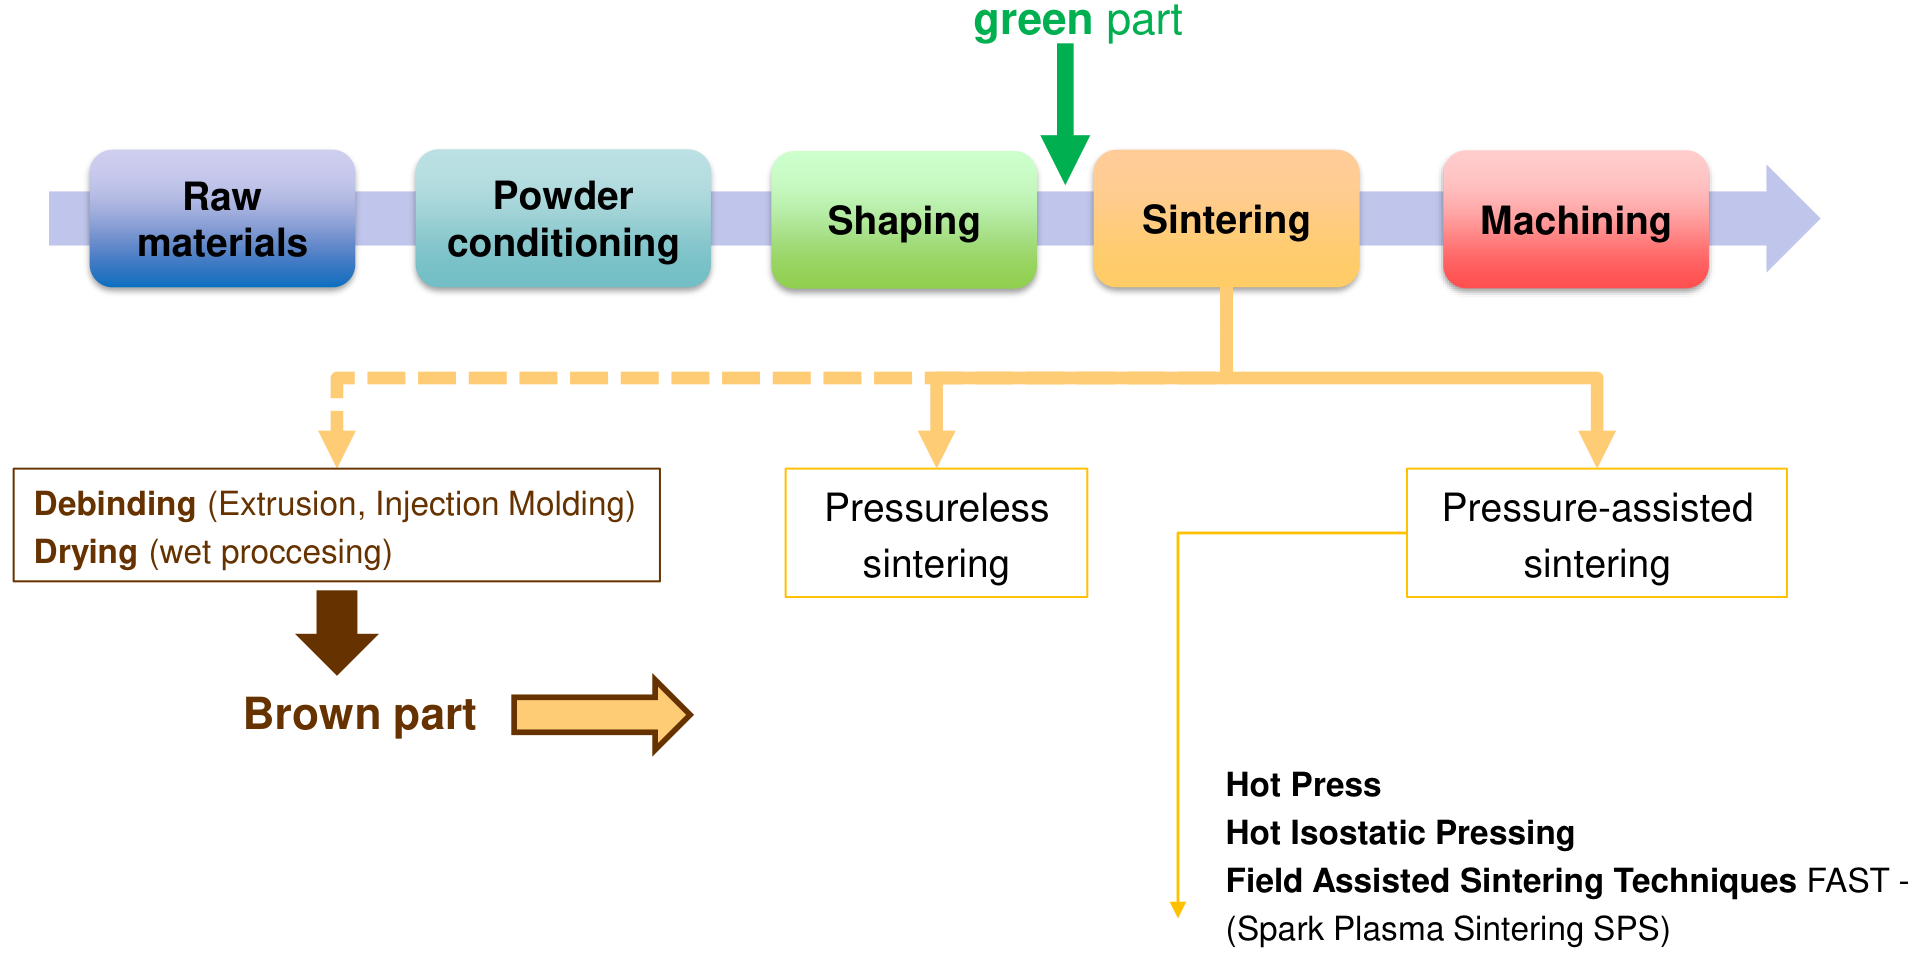 green part
Raw
materials
Powder
conditioning
Shaping
Sintering
Machining
Debinding (Extrusion, Injection Molding)
Drying (wet proccesing)
Brown part
Pressureless
sintering
Pressure-assisted
sintering
Hot Press
Hot Isostatic Pressing
Field Assisted Sintering Techniques FAST -
(Spark Plasma Sintering SPS)